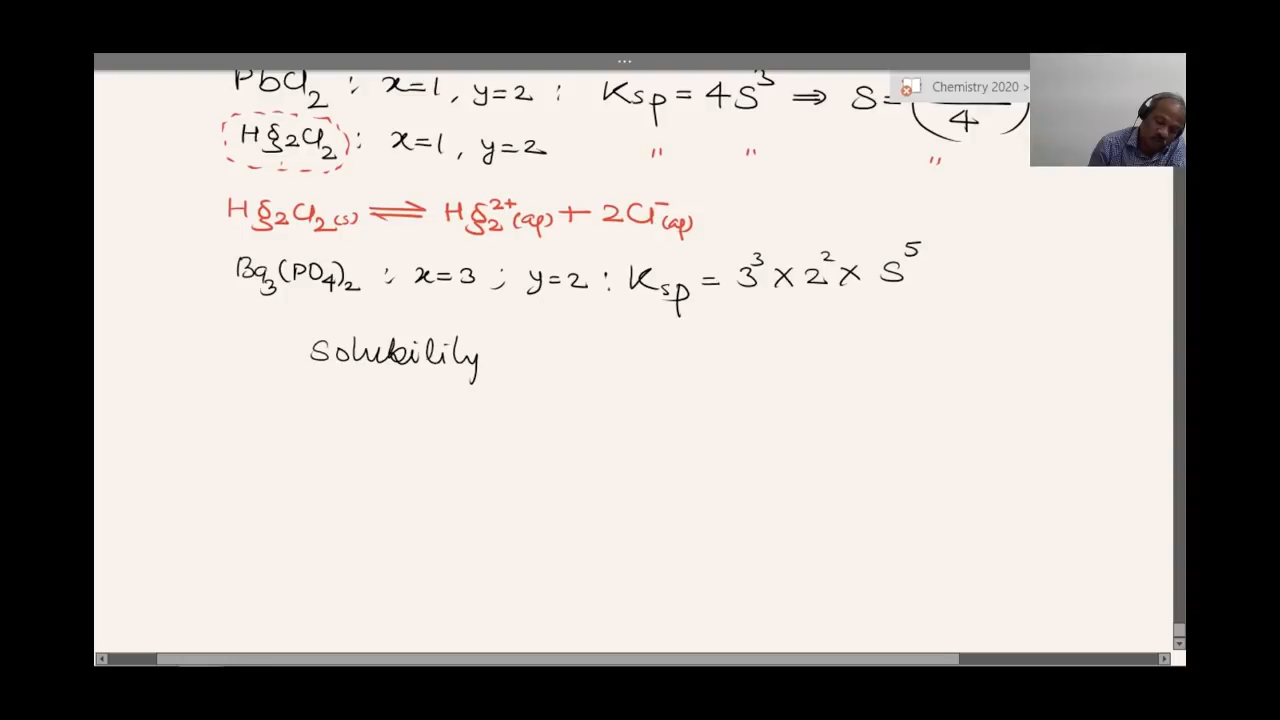 PbCl₂ : x=1, y=2 : Ksp = 4S³ ⇒ S=
4
Chemistry 2020 >
Hg₂Cl₂ : x=1, y=2 " " "
Hg₂Cl₂(s) ⇌ Hg₂²⁺(aq) + 2Cl⁻(aq)
Ba₃(PO₄)₂ : x=3 ; y=2 : Ksp = 3³ × 2² × S⁵
Solubility